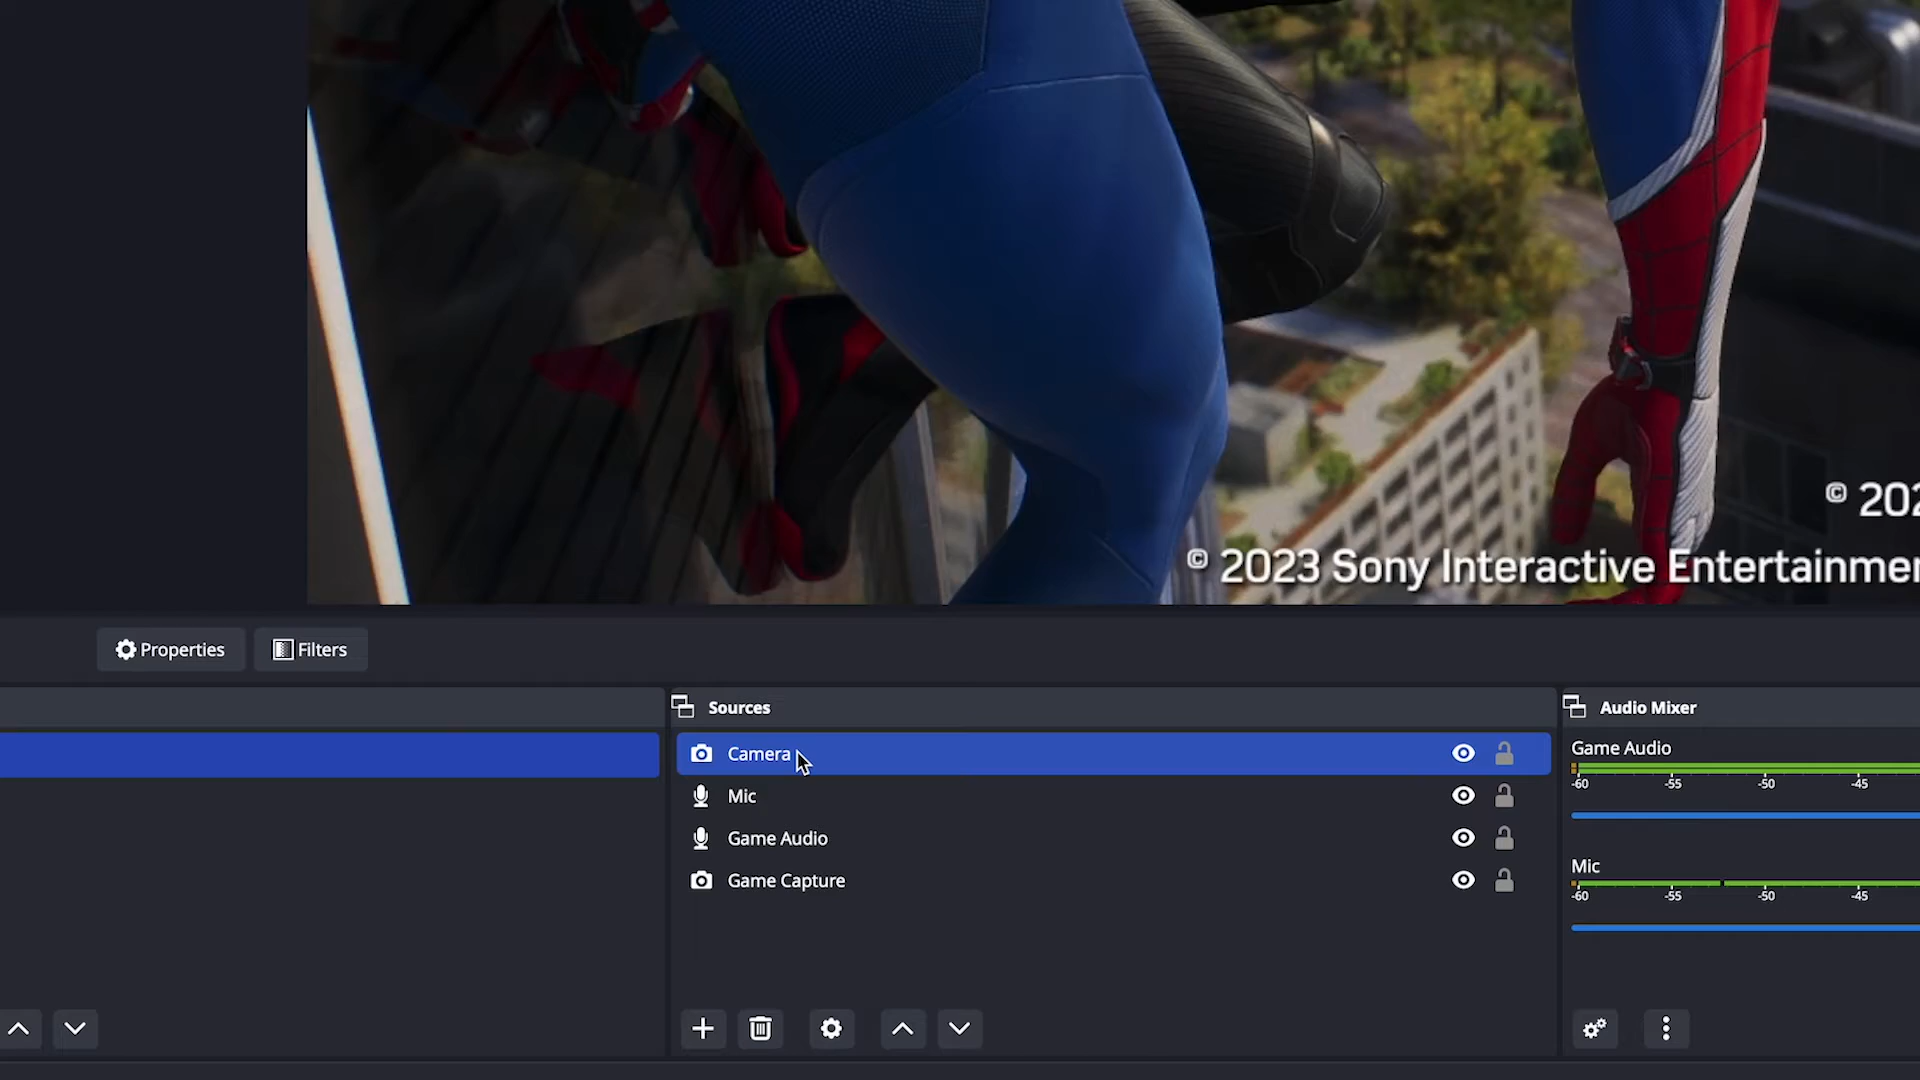 © 202
© 2023 Sony Interactive Entertainme
Properties
Filters
Sources
Audio Mixer
Camera
Mic
Game Audio
Game Capture
Game Audio
-60 -55 -50 -45
Mic
-60 -55 -50 -45